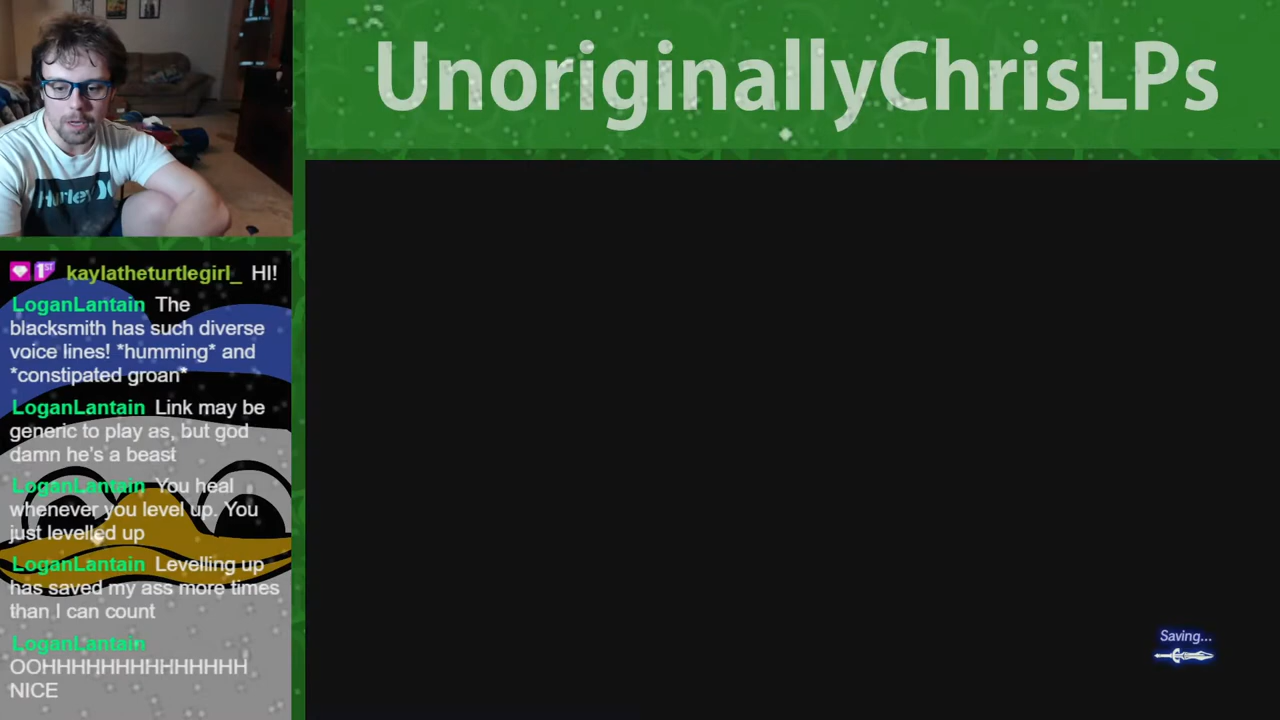 UnoriginallyChrisLPs
Hurley
1ST kaylatheturtlegirl_ HI!
LoganLantain The
blacksmith has such diverse
voice lines! *humming* and
*constipated groan*
LoganLantain Link may be
generic to play as, but god
damn he's a beast
LoganLantain You heal
whenever you level up. You
just levelled up
LoganLantain Levelling up
has saved my ass more times
than I can count
LoganLantain
OOHHHHHHHHHHHHHH
NICE
Saving...